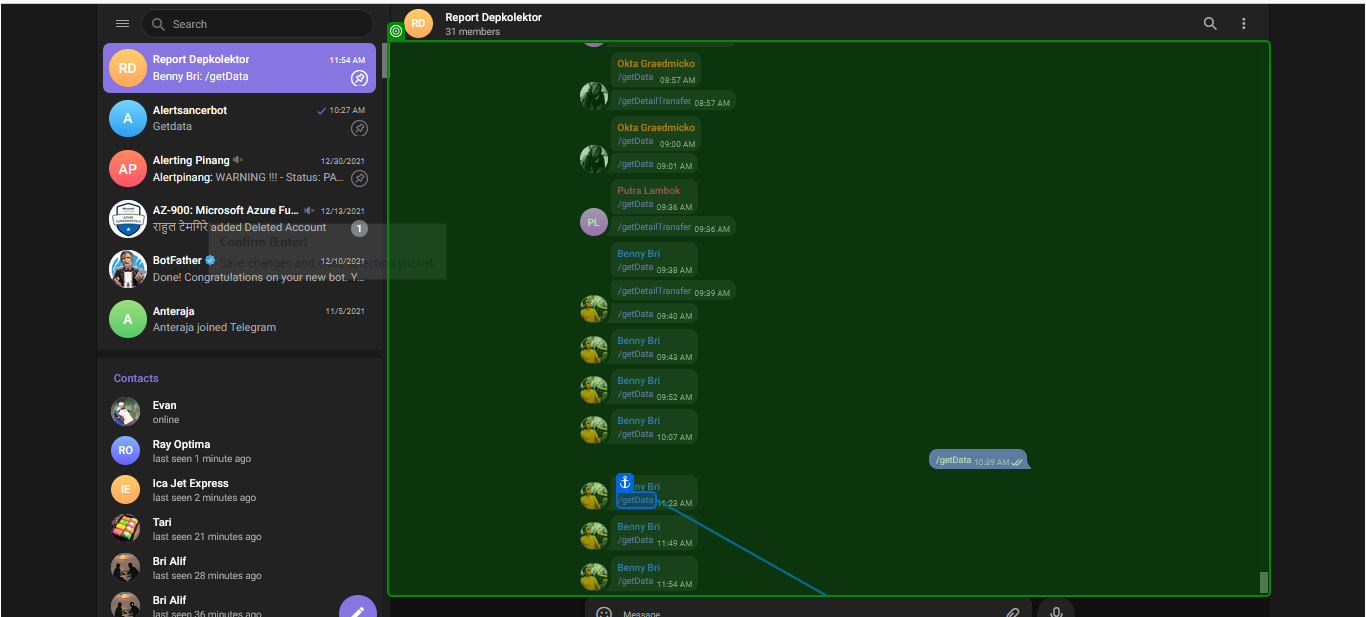 Search
RD
Report Depkolektor
11:54 AM
Benny Bri: /getData
A
Alertsancerbot
10:27 AM
Getdata
AP
Alerting Pinang
12/30/2021
Alertpinang: WARNING !!! - Status: PA...
AZ-900: Microsoft Azure Fu...
12/13/2021
राहुल टेमगिरे added Deleted Account
1
Confirm (Enter)
BotFather
12/10/2021
Save changes and
ction wizard.
Done! Congratulations on your new bot. Y...
A
Anteraja
11/5/2021
Anteraja joined Telegram
Contacts
Evan
online
RO
Ray Optima
last seen 1 minute ago
IE
Ica Jet Express
last seen 2 minutes ago
Tari
last seen 21 minutes ago
Bri Alif
last seen 28 minutes ago
Bri Alif
last seen 36 minutes ago
RD
Report Depkolektor
31 members
Okta Graedmicko
/getData 08:57 AM
/getDetailTransfer 08:57 AM
Okta Graedmicko
/getData 09:00 AM
/getData 09:01 AM
Putra Lambok
/getData 09:36 AM
PL
/getDetailTransfer 09:36 AM
Benny Bri
/getData 09:38 AM
/getDetailTransfer 09:39 AM
/getData 09:40 AM
Benny Bri
/getData 09:43 AM
Benny Bri
/getData 09:52 AM
Benny Bri
/getData 10:07 AM
/getData 10:39 AM
ny Bri
/getData 11:23 AM
Benny Bri
/getData 11:49 AM
Benny Bri
/getData 11:54 AM
Message